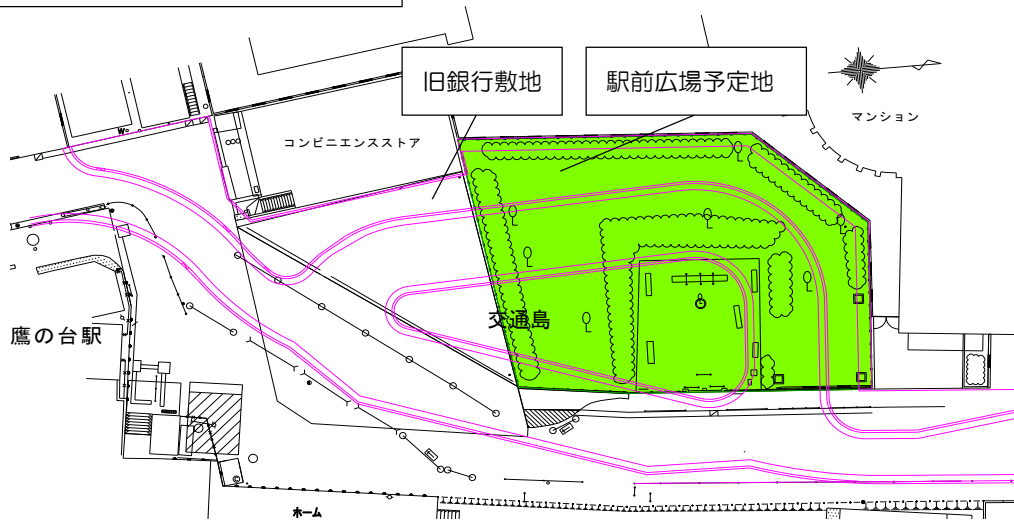 旧銀行敷地
駅前広場予定地
マンション
コンビニエンスストア
交通島
鷹の台駅
ホーム